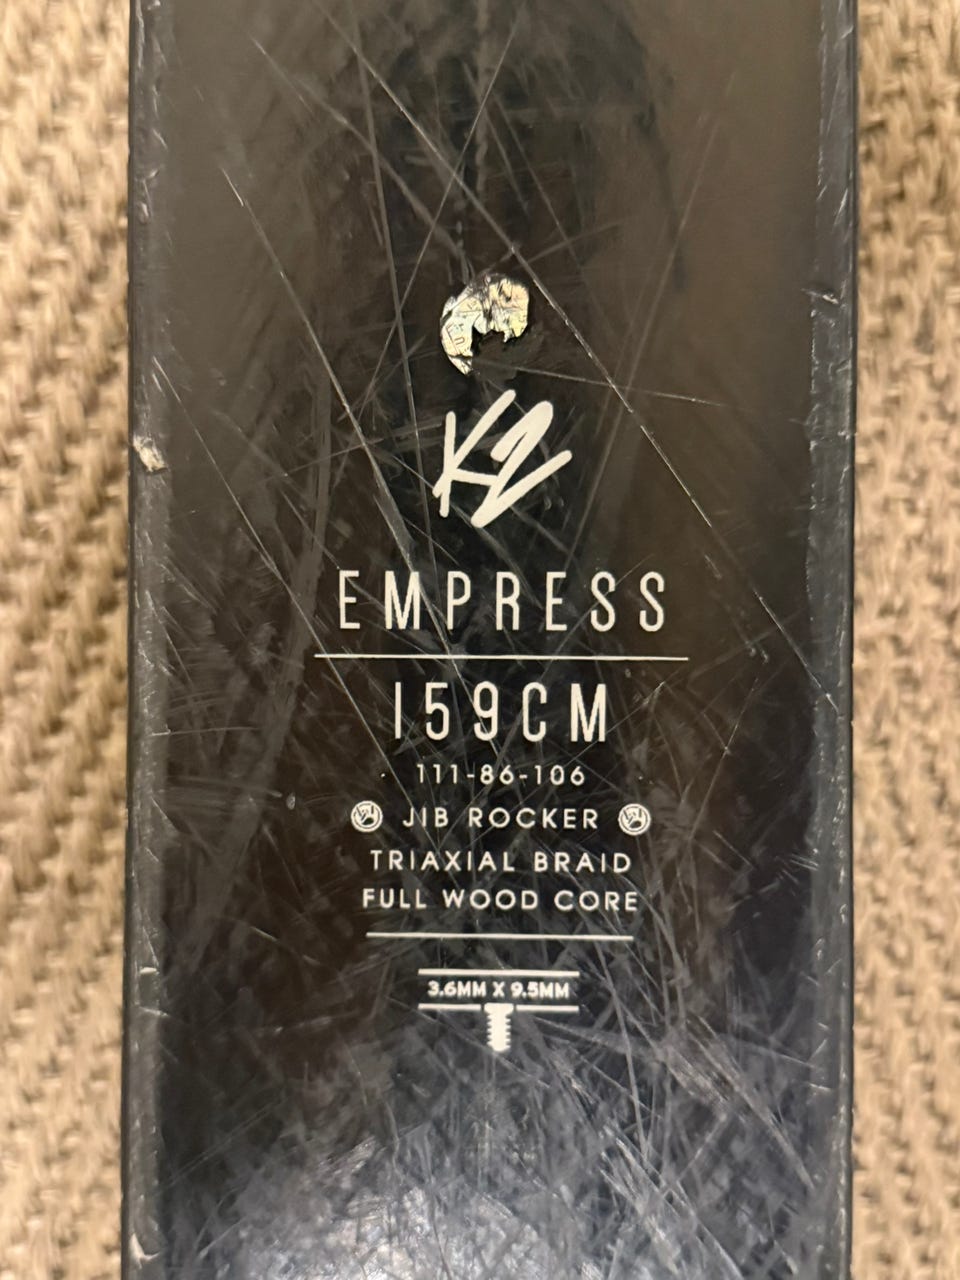 K2
EMPRESS
159CM
111-86-106
JIB ROCKER
TRIAXIAL BRAID
FULL WOOD CORE
3.6MM X 9.5MM